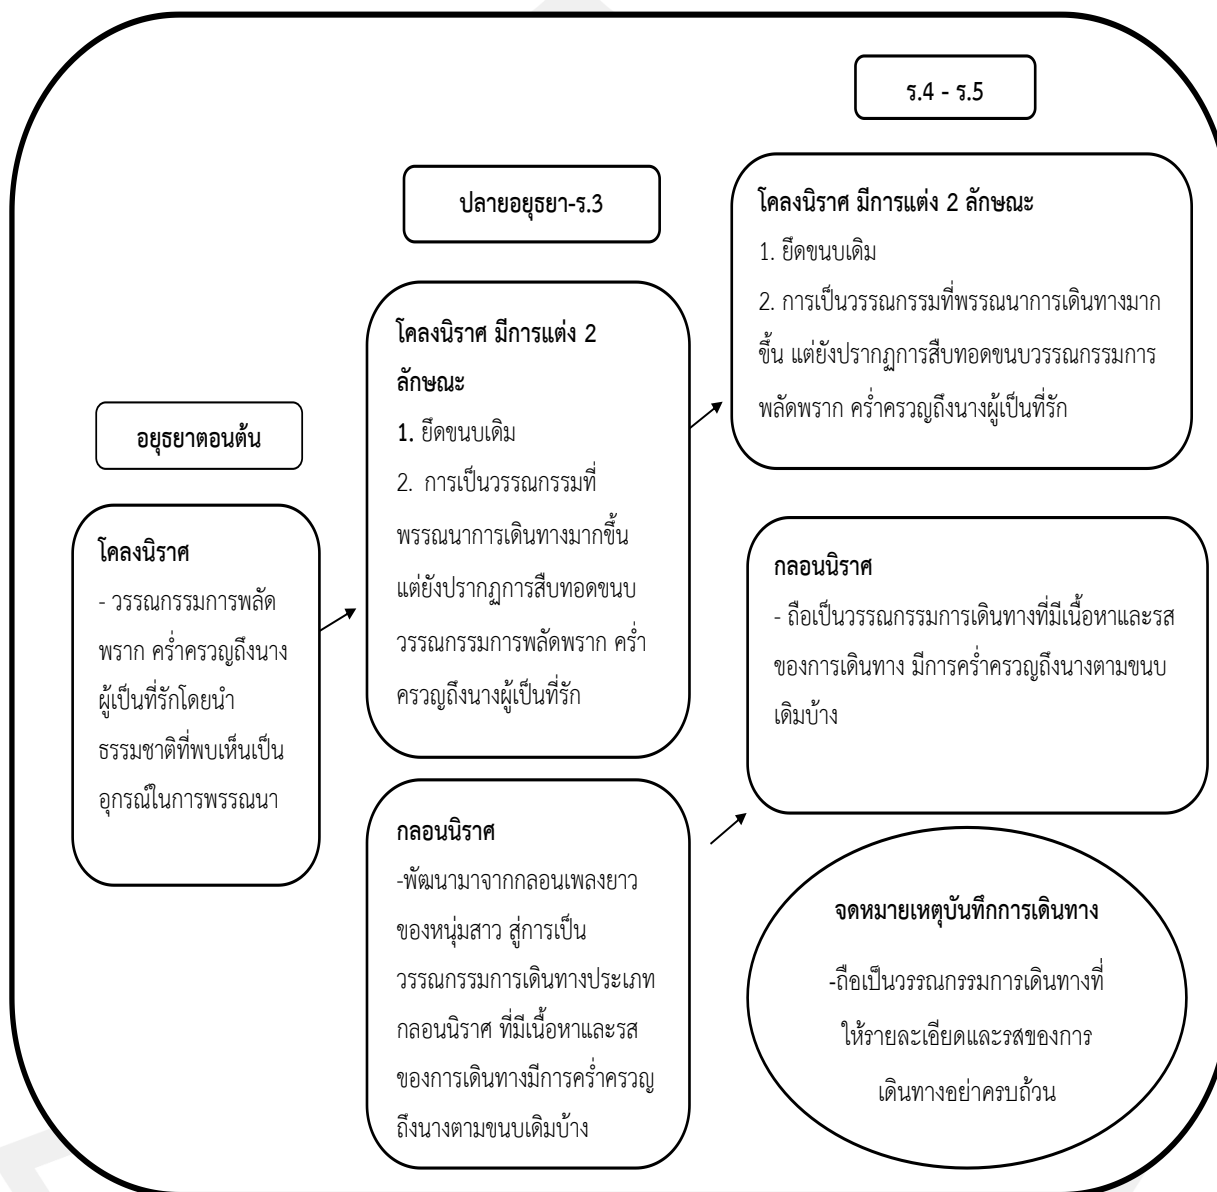 อยุธยาตอนต้น
โคลงนิราศ
- วรรณกรรมการพลัด
พราก คร่ำครวญถึงนาง
ผู้เป็นที่รักโดยนำ
ธรรมชาติที่พบเห็นเป็น
อุกรณ์ในการพรรณนา
ปลายอยุธยา-ร.3
โคลงนิราศ มีการแต่ง 2
ลักษณะ
1. ยึดขนบเดิม
2. การเป็นวรรณกรรมที่
พรรณนาการเดินทางมากขึ้น
แต่ยังปรากฏการสืบทอดขนบ
วรรณกรรมการพลัดพราก คร่ำ
ครวญถึงนางผู้เป็นที่รัก
กลอนนิราศ
-พัฒนามาจากกลอนเพลงยาว
ของหนุ่มสาว สู่การเป็น
วรรณกรรมการเดินทางประเภท
กลอนนิราศ ที่มีเนื้อหาและรส
ของการเดินทางมีการคร่ำครวญ
ถึงนางตามขนบเดิมบ้าง
ร.4 - ร.5
โคลงนิราศ มีการแต่ง 2 ลักษณะ
1. ยึดขนบเดิม
2. การเป็นวรรณกรรมที่พรรณนาการเดินทางมาก
ขึ้น แต่ยังปรากฏการสืบทอดขนบวรรณกรรมการ
พลัดพราก คร่ำครวญถึงนางผู้เป็นที่รัก
กลอนนิราศ
- ถือเป็นวรรณกรรมการเดินทางที่มีเนื้อหาและรส
ของการเดินทาง มีการคร่ำครวญถึงนางตามขนบ
เดิมบ้าง
จดหมายเหตุบันทึกการเดินทาง
-ถือเป็นวรรณกรรมการเดินทางที่
ให้รายละเอียดและรสของการ
เดินทางอย่าครบถ้วน